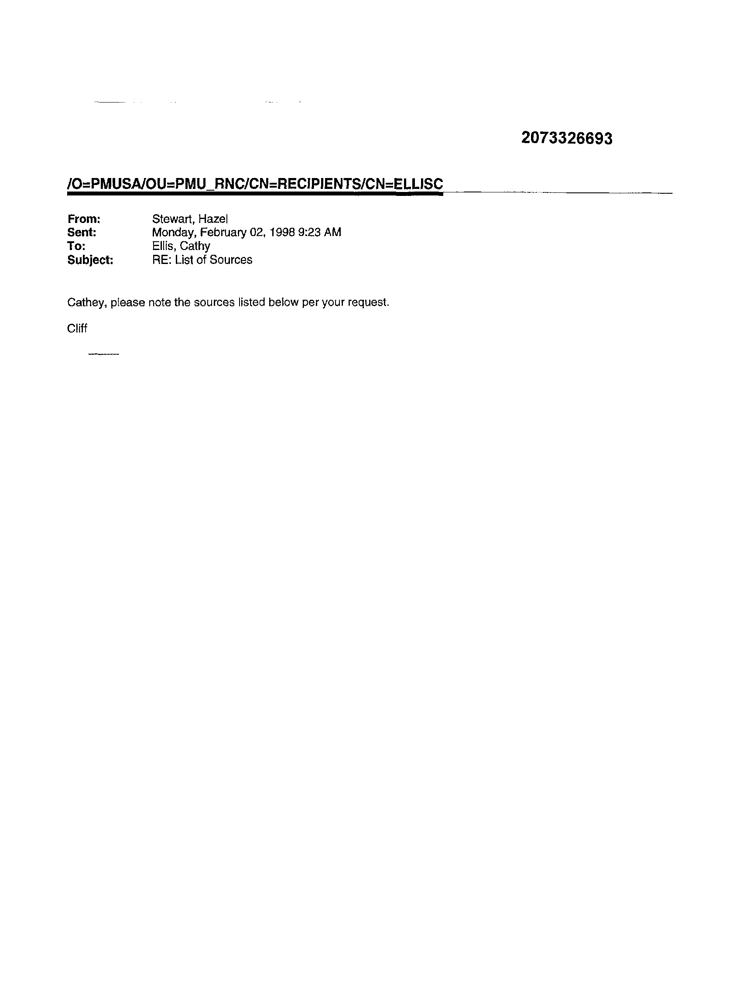 2073326693
/O=PMUSA/OU=PMU_RNC/CN=RECIPIENTS/CN=ELLISC
From: Stewart, Hazel
Sent: Monday, February 02, 1998 9:23 AM
To: Ellis, Cathy
Subject: RE: List of Sources
Cathey, please note the sources listed below per your request.
Cliff